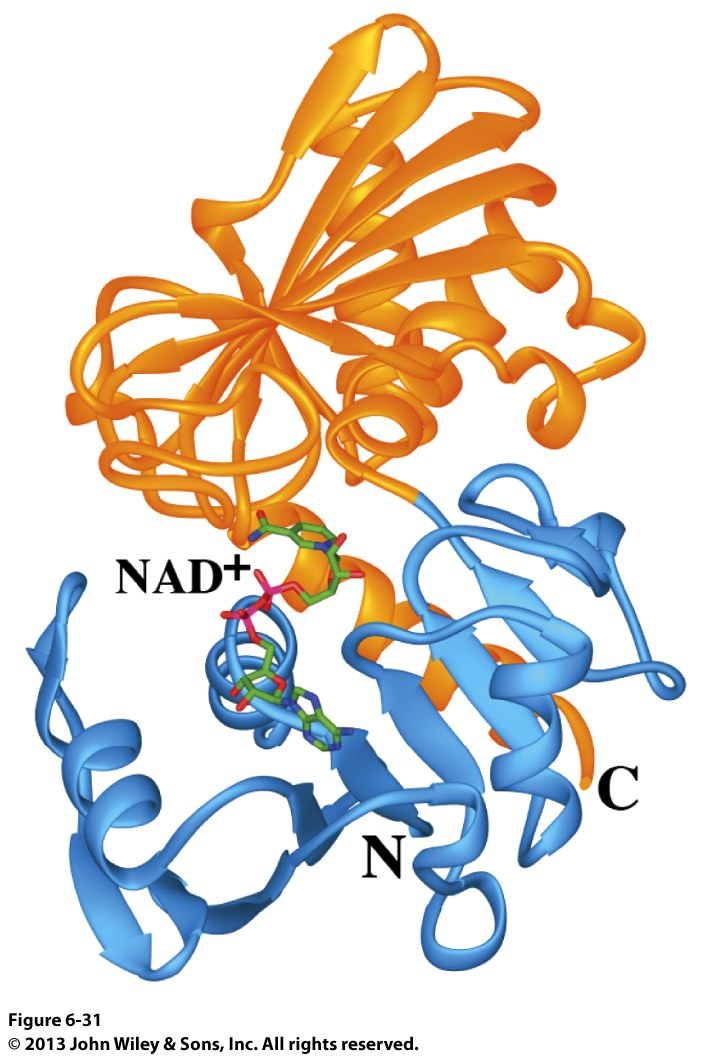 NAD+
C
N
Figure 6-31
© 2013 John Wiley & Sons, Inc. All rights reserved.